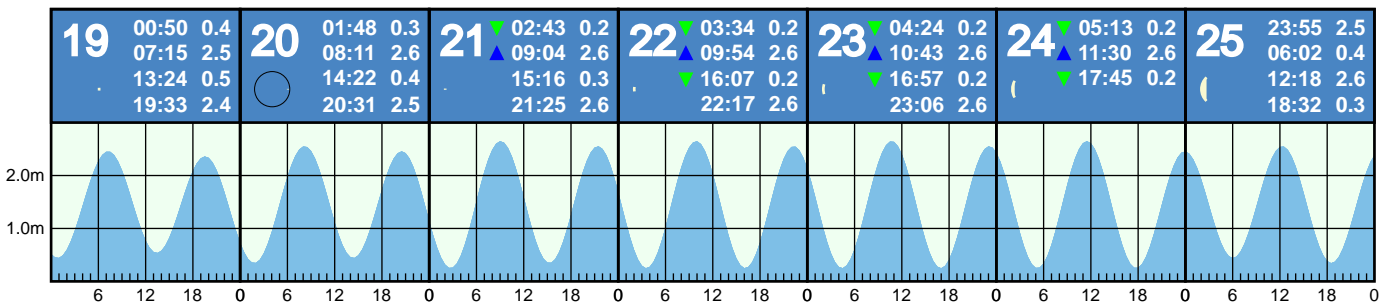 19
00:50 0.4
07:15 2.5
13:24 0.5
19:33 2.4
20
01:48 0.3
08:11 2.6
14:22 0.4
20:31 2.5
21
▼ 02:43 0.2
▲ 09:04 2.6
15:16 0.3
21:25 2.6
22
▼ 03:34 0.2
▲ 09:54 2.6
▼ 16:07 0.2
22:17 2.6
23
▼ 04:24 0.2
▲ 10:43 2.6
▼ 16:57 0.2
23:06 2.6
24
▼ 05:13 0.2
▲ 11:30 2.6
▼ 17:45 0.2
25
23:55 2.5
06:02 0.4
12:18 2.6
18:32 0.3
2.0m
1.0m
6 12 18 0 6 12 18 0 6 12 18 0 6 12 18 0 6 12 18 0 6 12 18 0 6 12 18 0